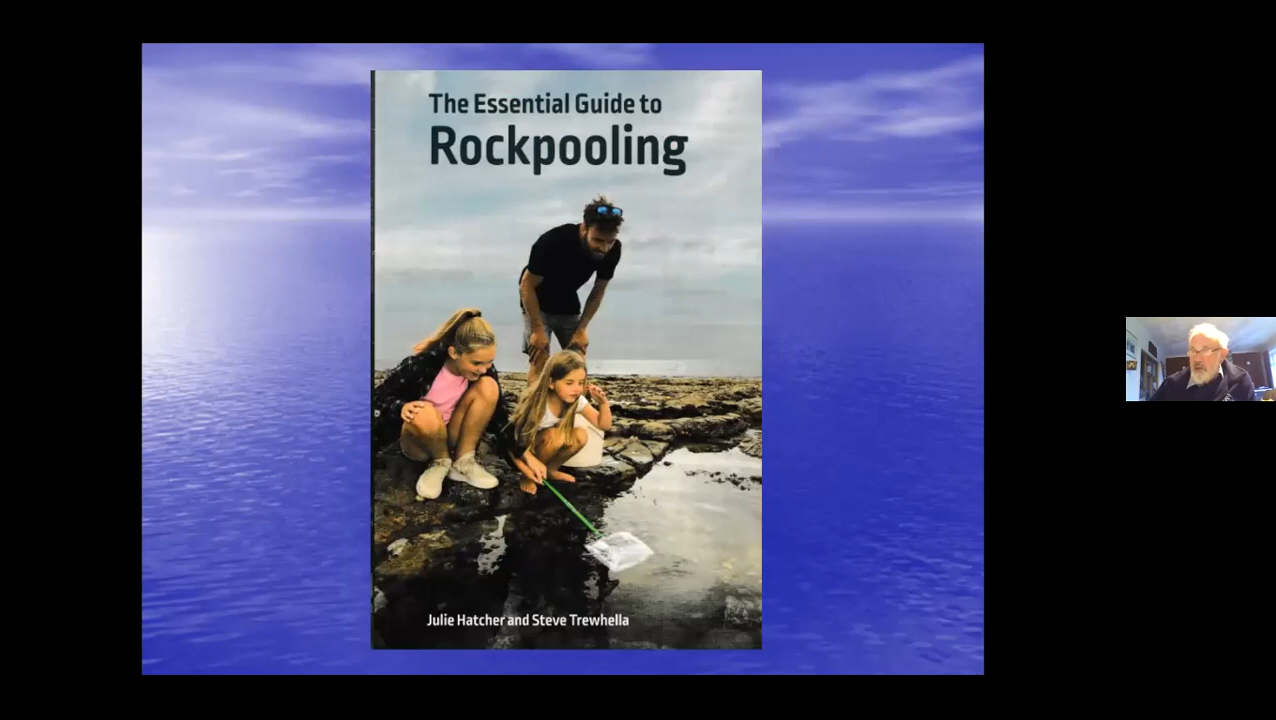 The Essential Guide to
Rockpooling
Julie Hatcher and Steve Trewhella